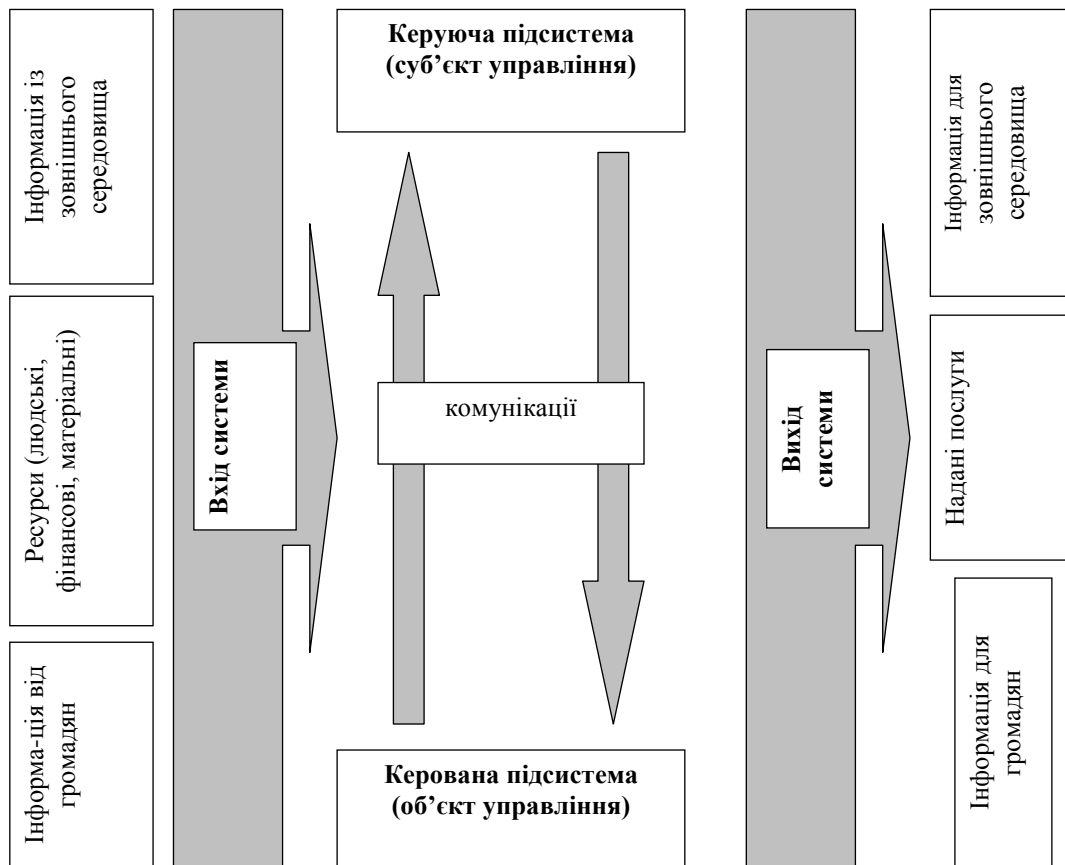 Інформація із
зовнішнього
середовища
Ресурси (людські,
фінансові, матеріальні)
Інформа-ція від
громадян
Вхід системи
Керуюча підсистема
(суб’єкт управління)
комунікації
Керована підсистема
(об’єкт управління)
Вихід
системи
Інформація для
зовнішнього
середовища
Надані послуги
Інформація для
громадян